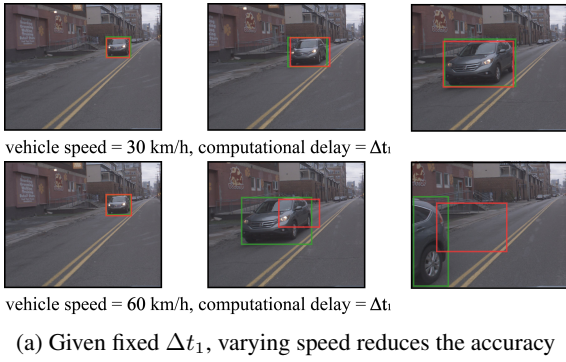 vehicle speed = 30 km/h, computational delay = Δt₁
vehicle speed = 60 km/h, computational delay = Δt₁
(a) Given fixed Δt₁, varying speed reduces the accuracy